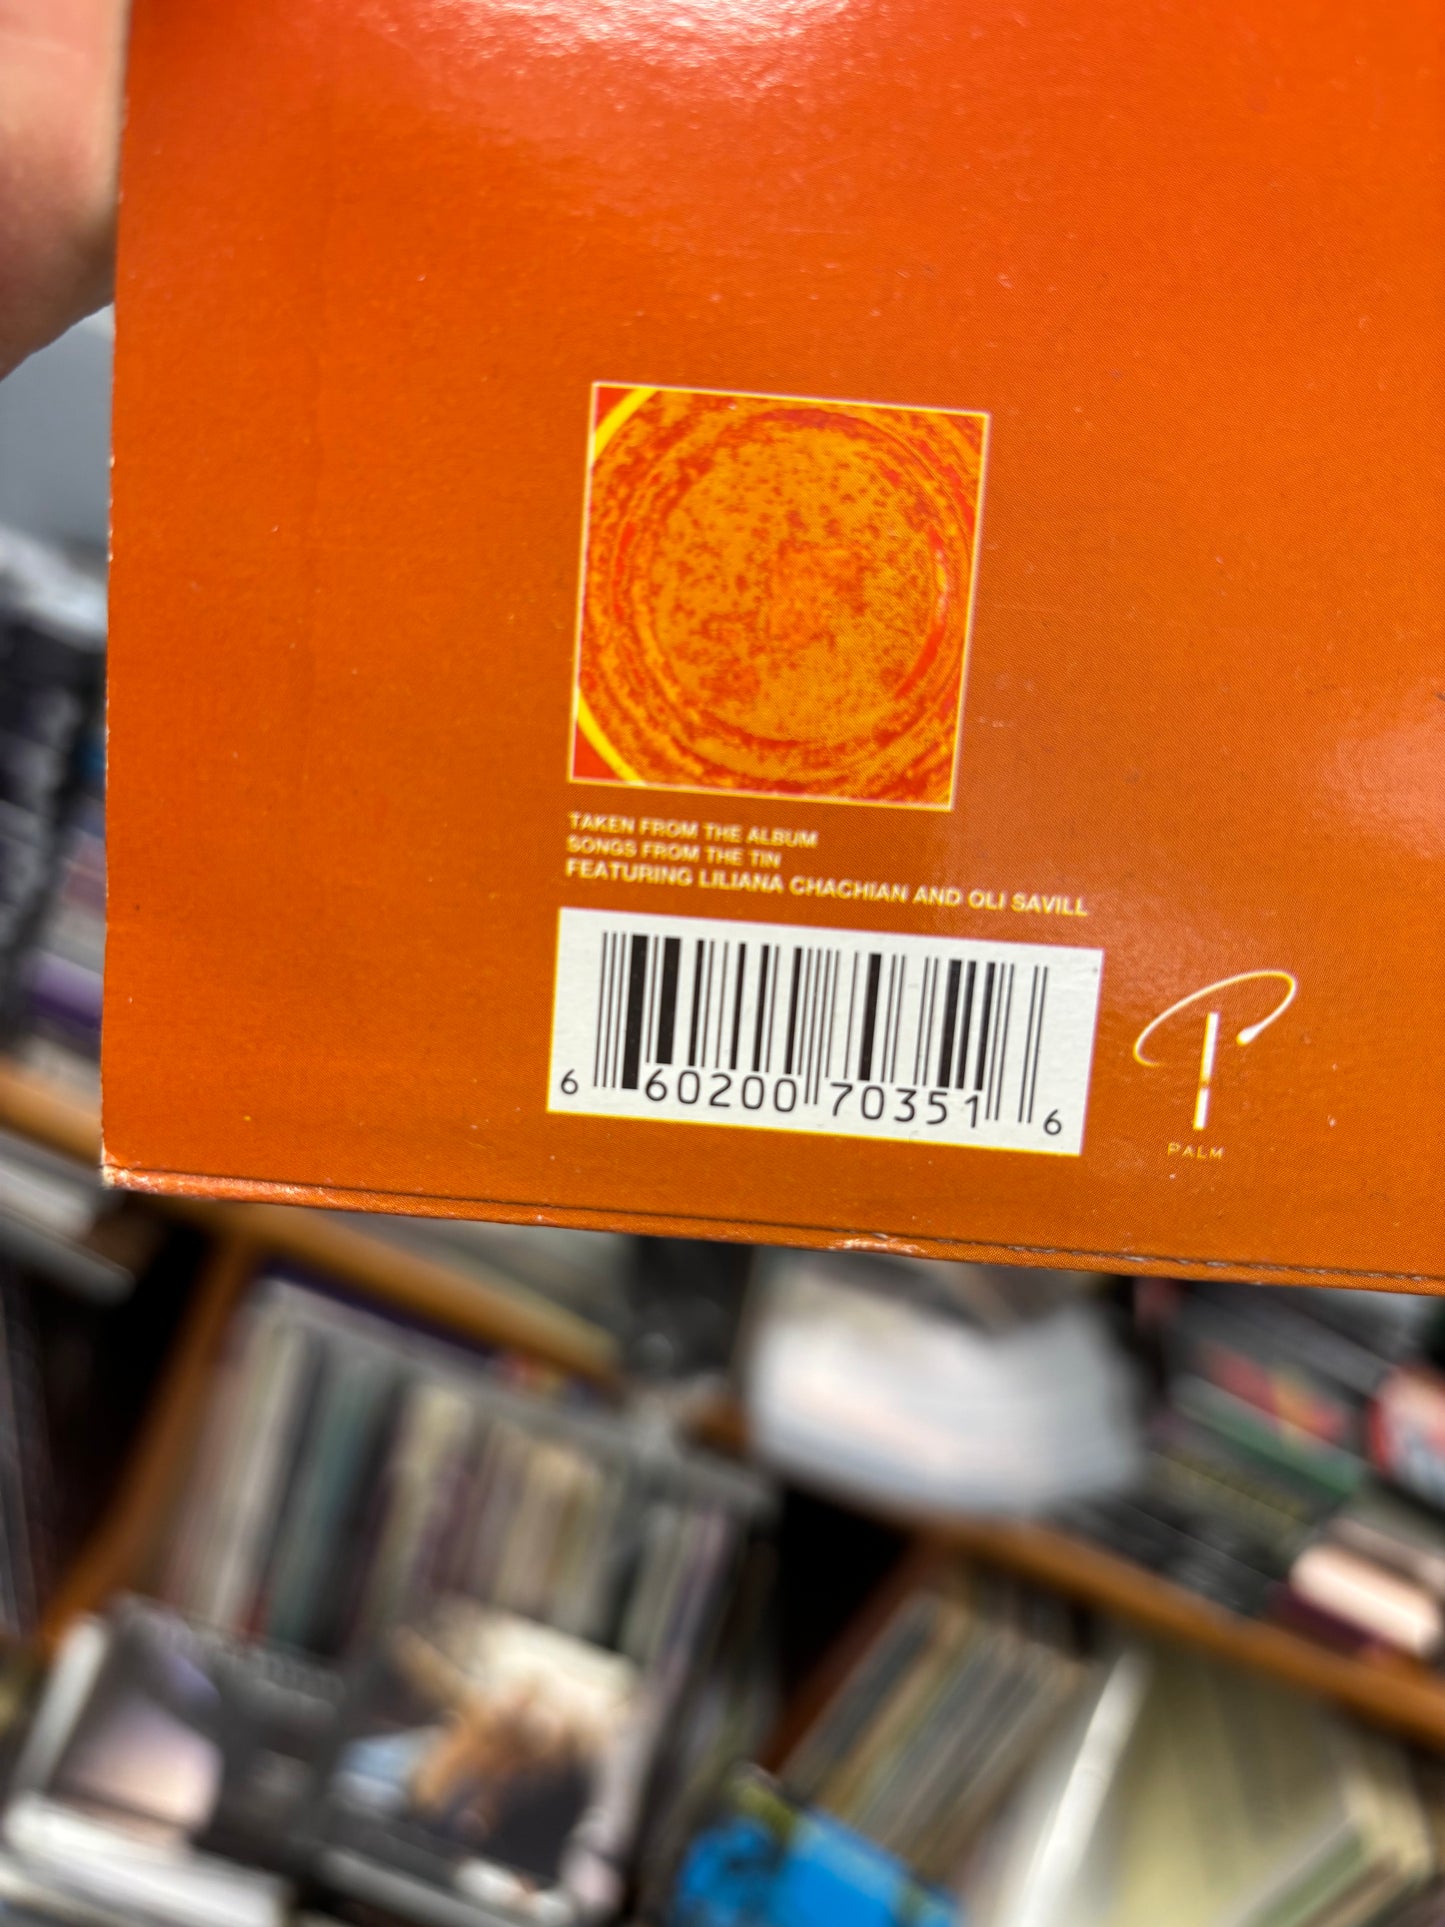 TAKEN FROM THE ALBUM
SONGS FROM THE TIN
FEATURING LILIANA CHACHIAN AND OLI SAVILL
6 60200 70351 6
PALM